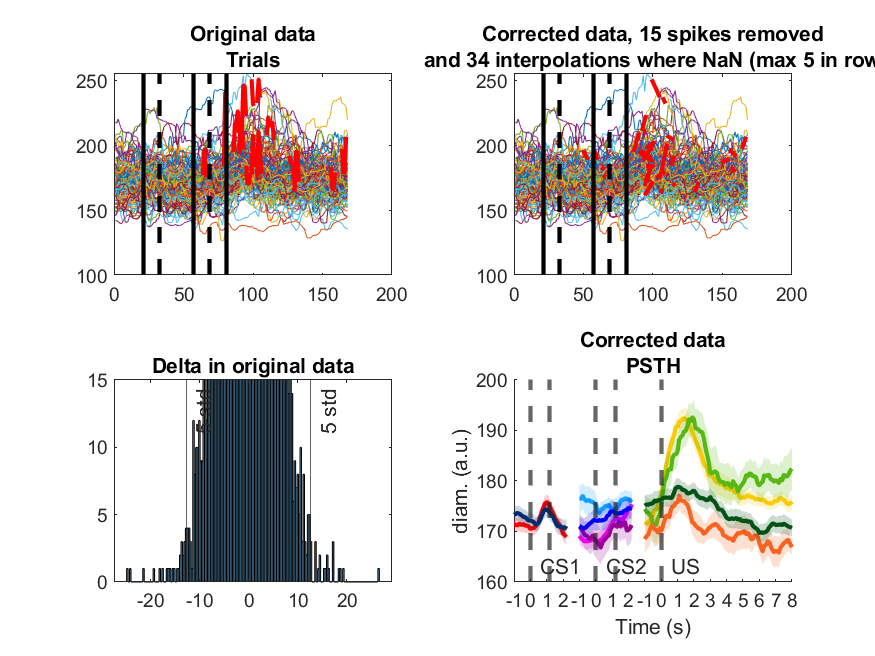 Original data
Trials
250
200
150
100
0 50 100 150 200
Corrected data, 15 spikes removed
and 34 interpolations where NaN (max 5 in row
250
200
150
100
0 50 100 150 200
Delta in original data
15
10
5
0
5 std
5 std
-20 -10 0 10 20
Corrected data
PSTH
200
190
180
170
160
diam. (a.u.)
CS1 CS2 US
-1 0 1 2 -1 0 1 2 -1 0 1 2 3 4 5 6 7 8
Time (s)